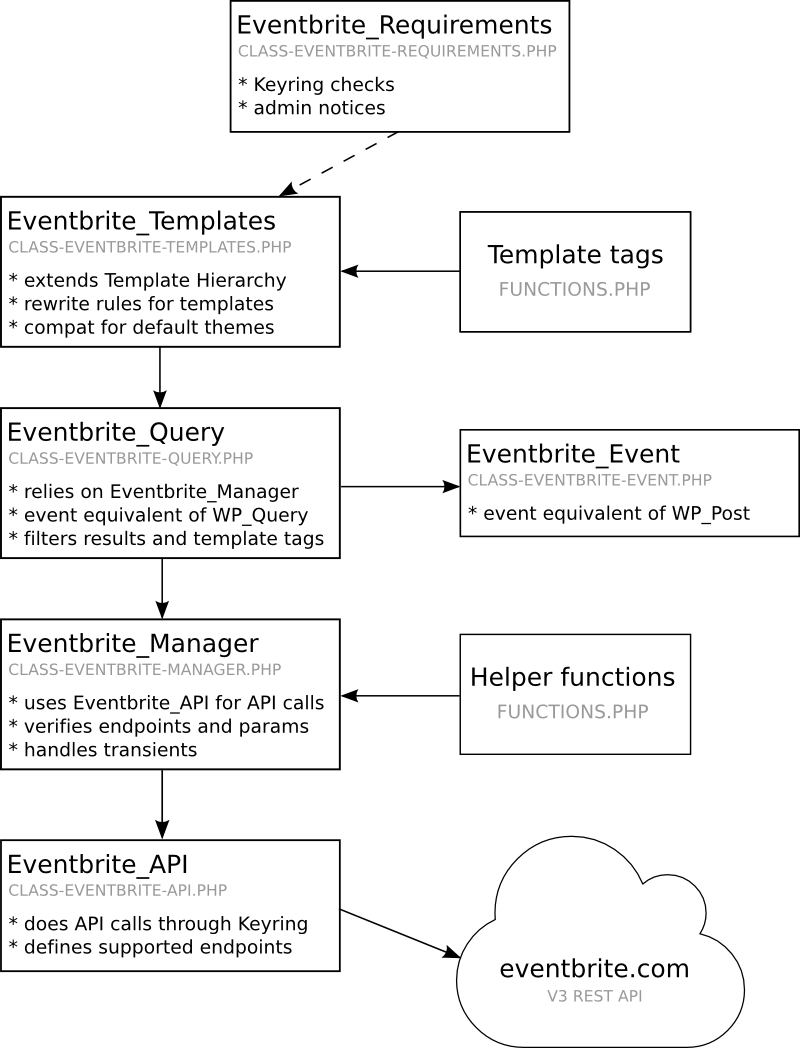 Eventbrite_Requirements
CLASS-EVENTBRITE-REQUIREMENTS.PHP
* Keyring checks
* admin notices
Eventbrite_Templates
CLASS-EVENTBRITE-TEMPLATES.PHP
* extends Template Hierarchy
* rewrite rules for templates
* compat for default themes
Template tags
FUNCTIONS.PHP
Eventbrite_Query
CLASS-EVENTBRITE-QUERY.PHP
* relies on Eventbrite_Manager
* event equivalent of WP_Query
* filters results and template tags
Eventbrite_Event
CLASS-EVENTBRITE-EVENT.PHP
* event equivalent of WP_Post
Eventbrite_Manager
CLASS-EVENTBRITE-MANAGER.PHP
* uses Eventbrite_API for API calls
* verifies endpoints and params
* handles transients
Helper functions
FUNCTIONS.PHP
Eventbrite_API
CLASS-EVENTBRITE-API.PHP
* does API calls through Keyring
* defines supported endpoints
eventbrite.com
V3 REST API